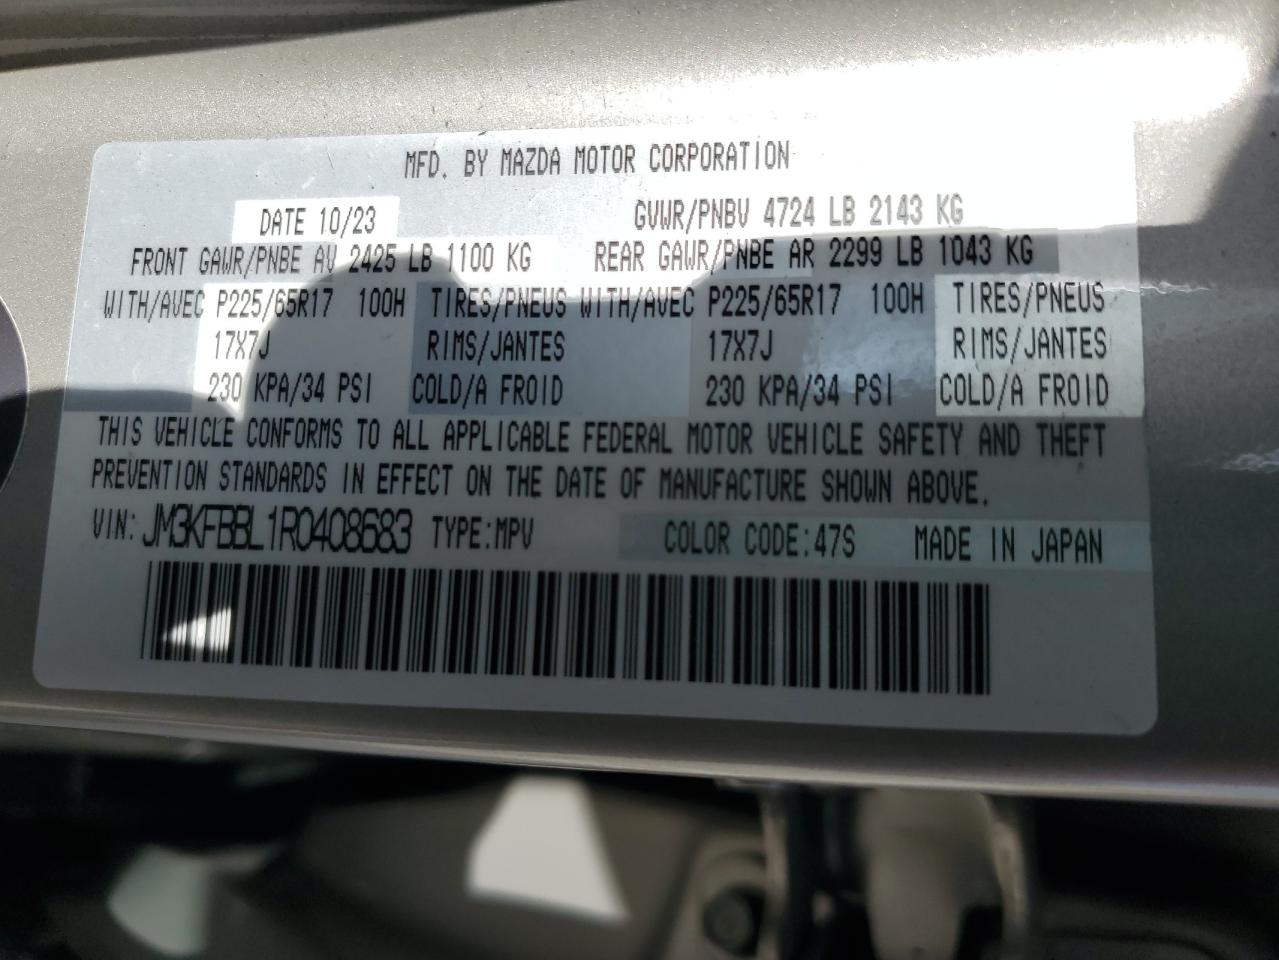 MFD. BY MAZDA MOTOR CORPORATION
DATE 10/23 GVWR/PNBV 4724 LB 2143 KG
FRONT GAWR/PNBE AV 2425 LB 1100 KG REAR GAWR/PNBE AR 2299 LB 1043 KG
WITH/AVEC P225/65R17 100H TIRES/PNEUS WITH/AVEC P225/65R17 100H TIRES/PNEUS
17X7J RIMS/JANTES 17X7J RIMS/JANTES
230 KPA/34 PSI COLD/A FROID 230 KPA/34 PSI COLD/A FROID
THIS VEHICLE CONFORMS TO ALL APPLICABLE FEDERAL MOTOR VEHICLE SAFETY AND THEFT
PREVENTION STANDARDS IN EFFECT ON THE DATE OF MANUFACTURE SHOWN ABOVE.
VIN: JM3KFBBL1R0408683 TYPE:MPV COLOR CODE:47S MADE IN JAPAN